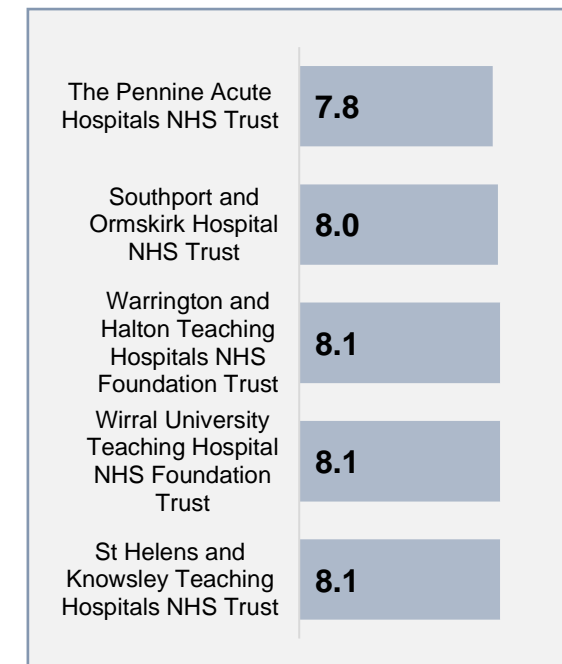 The Pennine Acute
Hospitals NHS Trust
7.8
Southport and
Ormskirk Hospital
NHS Trust
8.0
Warrington and
Halton Teaching
Hospitals NHS
Foundation Trust
8.1
Wirral University
Teaching Hospital
NHS Foundation
Trust
8.1
St Helens and
Knowsley Teaching
Hospitals NHS Trust
8.1